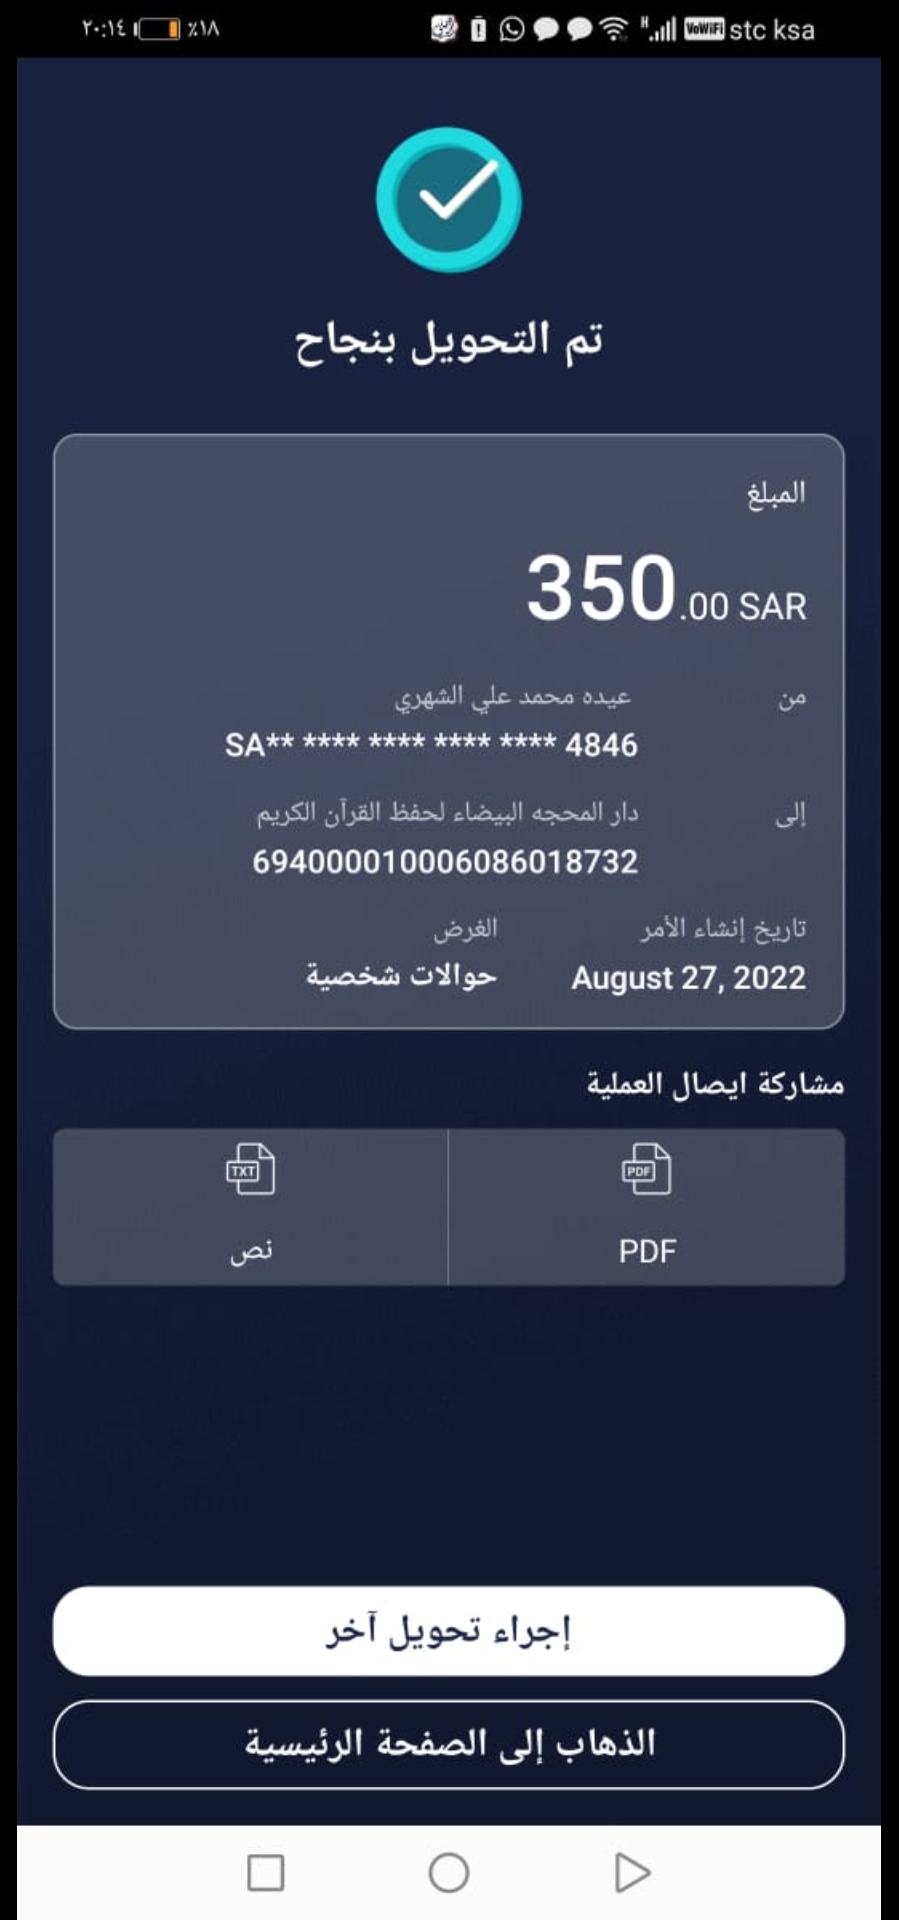 ٢٠:١٤ ٪١٨ H VoWiFi stc ksa
تم التحويل بنجاح
المبلغ
350.00 SAR
من عيده محمد علي الشهري
SA** **** **** **** **** 4846
إلى دار المحجه البيضاء لحفظ القرآن الكريم
694000010006086018732
تاريخ إنشاء الأمر الغرض
August 27, 2022 حوالات شخصية
مشاركة ايصال العملية
PDF TXT
PDF نص
إجراء تحويل آخر
الذهاب إلى الصفحة الرئيسية